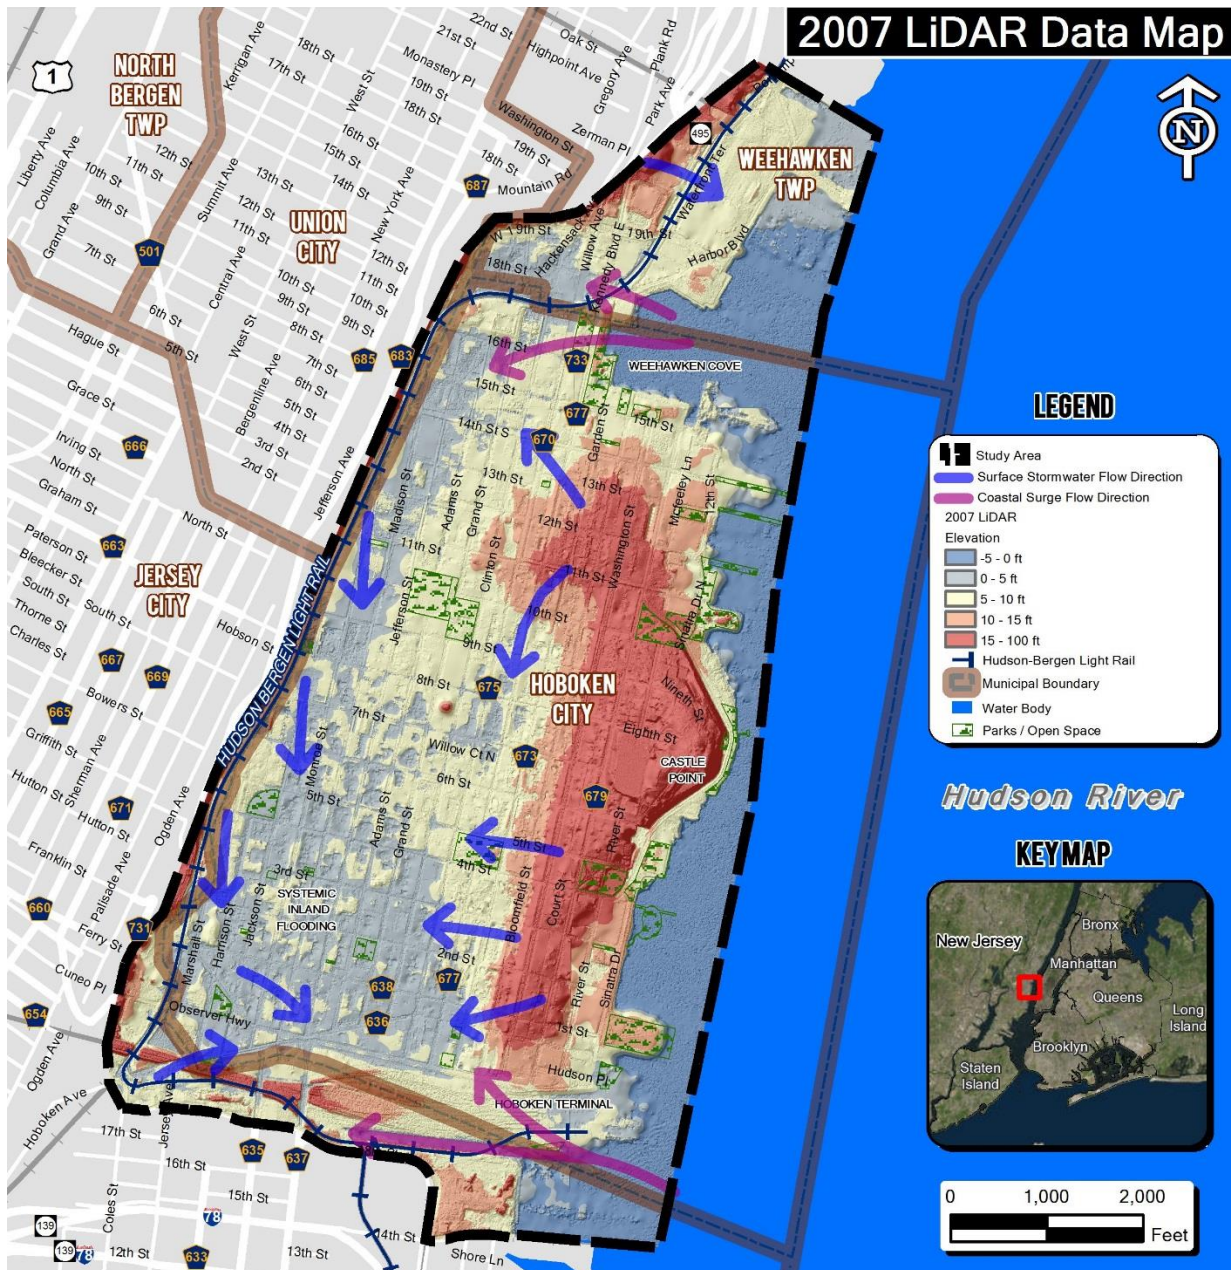 2007 LiDAR Data Map
NORTH
BERGEN
TWP
1
UNION
CITY
WEEHAWKEN
TWP
JERSEY
CITY
HOBOKEN
CITY
N
22nd St
21st St
Oak St
Highpoint Ave
Gregory Ave
Plank Rd
Park Ave
Kerrigan Ave
18th St
17th St
West St
Monastery Pl
19th St
18th St
Washington St
Zerman Pl
19th St
18th St
Mountain Rd
16th St
15th St
14th St
New York Ave
Liberty Ave
Columbia Ave
Grand Ave
10th St
9th St
11th St
12th St
7th St
Summit Ave
13th St
12th St
11th St
Central Ave
10th St
9th St
8th St
12th St
11th St
10th St
9th St
6th St
5th St
West St
Bergenline Ave
7th St
6th St
5th St
4th St
3rd St
2nd St
Hague St
Grace St
Irving St
North St
Graham St
Paterson St
Bleecker St
South St
Thorne St
Charles St
North St
South St
Hobson St
Jefferson Ave
Bowers St
Griffith St
Sherman Ave
Hutton St
Hutton St
Ogden Ave
Franklin St
Palisade Ave
Ferry St
Cuneo Pl
Ogden Ave
Hoboken Ave
501
687
685
683
666
663
667
669
665
671
660
731
654
495
733
677
670
675
673
679
677
638
636
635
637
633
139
139
78
78
W 19th St
18th St
Hackensack Ave
Willow Ave
Kennedy Blvd E
19th St
Waterfront Ter
Harbor Blvd
WEEHAWKEN COVE
16th St
15th St
14th St S
13th St
Garden St
15th St
13th St
12th St
12th St
11th St
11th St
10th St
9th St
8th St
7th St
Willow Ct N
6th St
5th St
5th St
4th St
3rd St
2nd St
1st St
Madison St
Adams St
Grand St
Clinton St
Jefferson St
Washington St
McFeeley Ln
Sinatra Dr N
Nineth St
Eighth St
CASTLE
POINT
River St
Monroe St
Adams St
Grand St
Bloomfield St
Court St
River St
Sinatra Dr
SYSTEMIC
INLAND
FLOODING
Marshall St
Harrison St
Jackson St
Observer Hwy
Hudson Pl
HOBOKEN TERMINAL
HUDSON BERGEN LIGHT RAIL
Jersey Ave
17th St
16th St
15th St
14th St
13th St
12th St
Coles St
Shore Ln
LEGEND
Study Area
Surface Stormwater Flow Direction
Coastal Surge Flow Direction
2007 LiDAR
Elevation
-5 - 0 ft
0 - 5 ft
5 - 10 ft
10 - 15 ft
15 - 100 ft
Hudson-Bergen Light Rail
Municipal Boundary
Water Body
Parks / Open Space
Hudson River
KEYMAP
New Jersey
Bronx
Manhattan
Queens
Long
Island
Brooklyn
Staten
Island
0 1,000 2,000
Feet